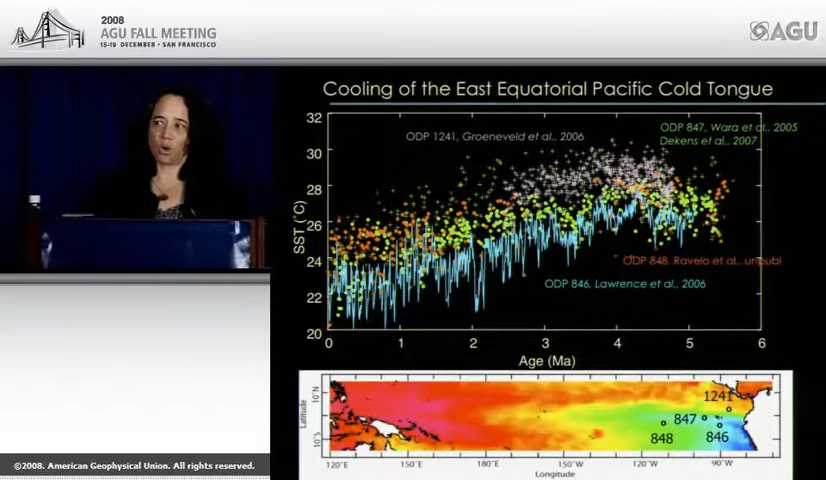 2008
AGU FALL MEETING
15-19 DECEMBER • SAN FRANCISCO
AGU
Cooling of the East Equatorial Pacific Cold Tongue
32
30
28
26
24
22
20
SST (°C)
ODP 1241, Groeneveld et al., 2006
ODP 847, Wara et al., 2005
Dekens et al., 2007
ODP 848, Ravelo et al., unpubl
ODP 846, Lawrence et al., 2006
0 1 2 3 4 5 6
Age (Ma)
Latitude
10°N
10°S
1241
847
848
846
120°E 150°E 180°E 150°W 120°W 90°W
Longitude
©2008. American Geophysical Union. All rights reserved.